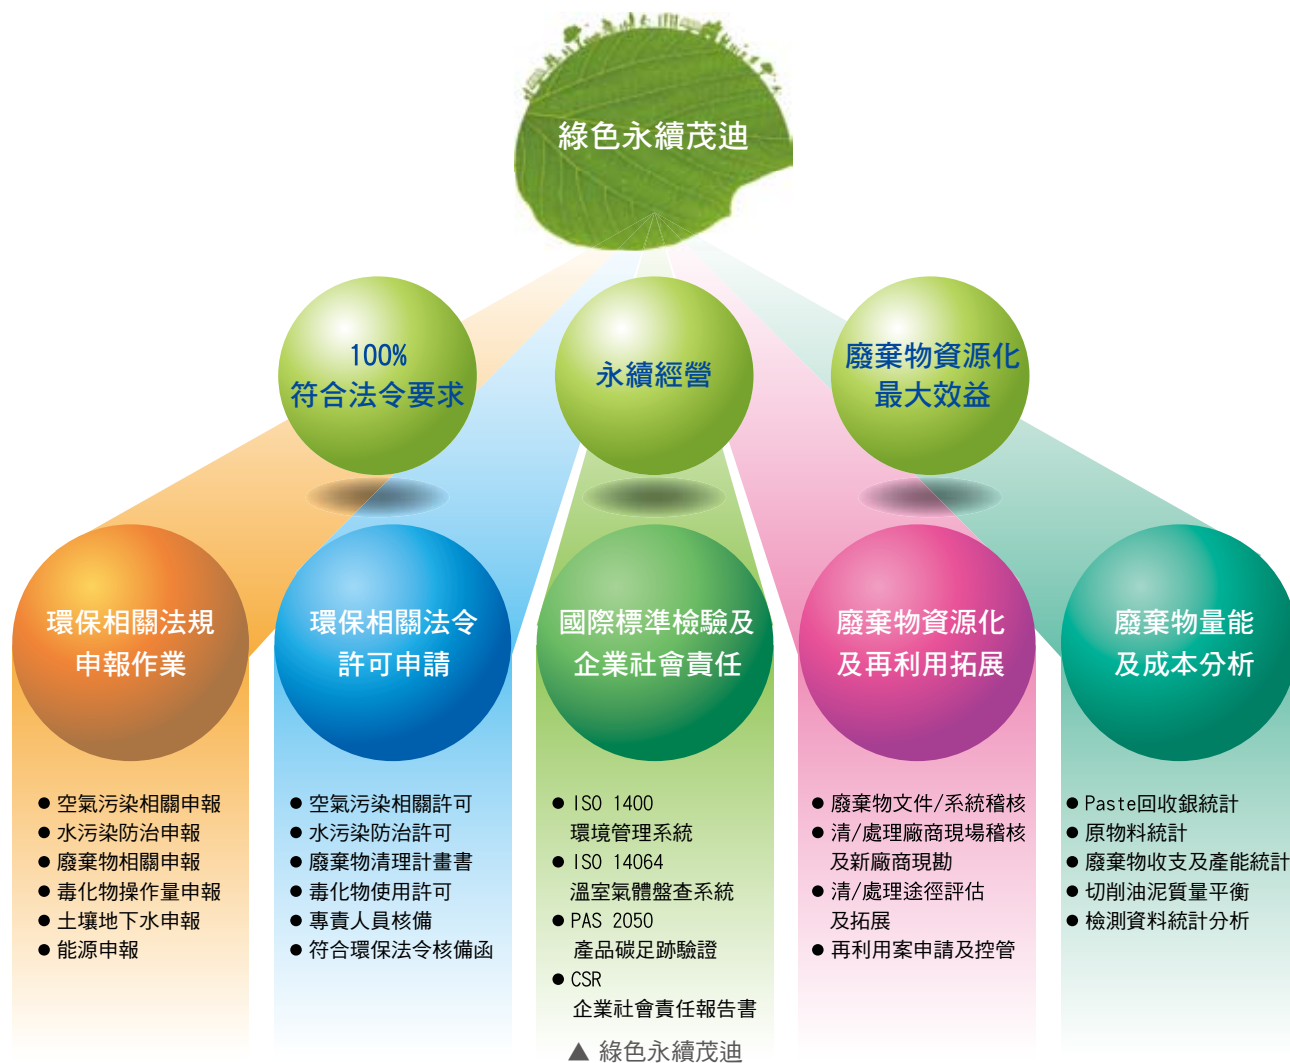 綠色永續茂迪
100%
符合法令要求
永續經營
廢棄物資源化
最大效益
環保相關法規
申報作業
環保相關法令
許可申請
國際標準檢驗及
企業社會責任
廢棄物資源化
及再利用拓展
廢棄物量能
及成本分析
● 空氣污染相關申報
● 水污染防治申報
● 廢棄物相關申報
● 毒化物操作量申報
● 土壤地下水申報
● 能源申報
● 空氣污染相關許可
● 水污染防治許可
● 廢棄物清理計畫書
● 毒化物使用許可
● 專責人員核備
● 符合環保法令核備函
● ISO 1400
環境管理系統
● ISO 14064
溫室氣體盤查系統
● PAS 2050
產品碳足跡驗證
● CSR
企業社會責任報告書
● 廢棄物文件/系統稽核
● 清/處理廠商現場稽核
及新廠商現勘
● 清/處理途徑評估
及拓展
● 再利用案申請及控管
● Paste回收銀統計
● 原物料統計
● 廢棄物收支及產能統計
● 切削油泥質量平衡
● 檢測資料統計分析
▲ 綠色永續茂迪